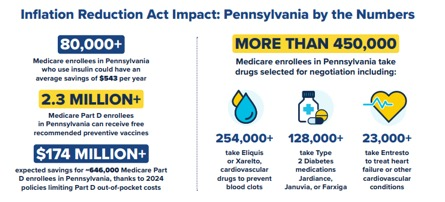 Inflation Reduction Act Impact: Pennsylvania by the Numbers
80,000+
Medicare enrollees in Pennsylvania
who use insulin could have an
average savings of $543 per year
2.3 MILLION+
Medicare Part D enrollees
in Pennsylvania can receive free
recommended preventive vaccines
$174 MILLION+
expected savings for ~646,000 Medicare Part
D enrollees in Pennsylvania, thanks to 2024
policies limiting Part D out-of-pocket costs
MORE THAN 450,000
Medicare enrollees in Pennsylvania take
drugs selected for negotiation including:
254,000+
take Eliquis
or Xarelto,
cardiovascular
drugs to prevent
blood clots
128,000+
take Type
2 Diabetes
medications
Jardiance,
Januvia, or Farxiga
23,000+
take Entresto
to treat heart
failure or other
cardiovascular
conditions